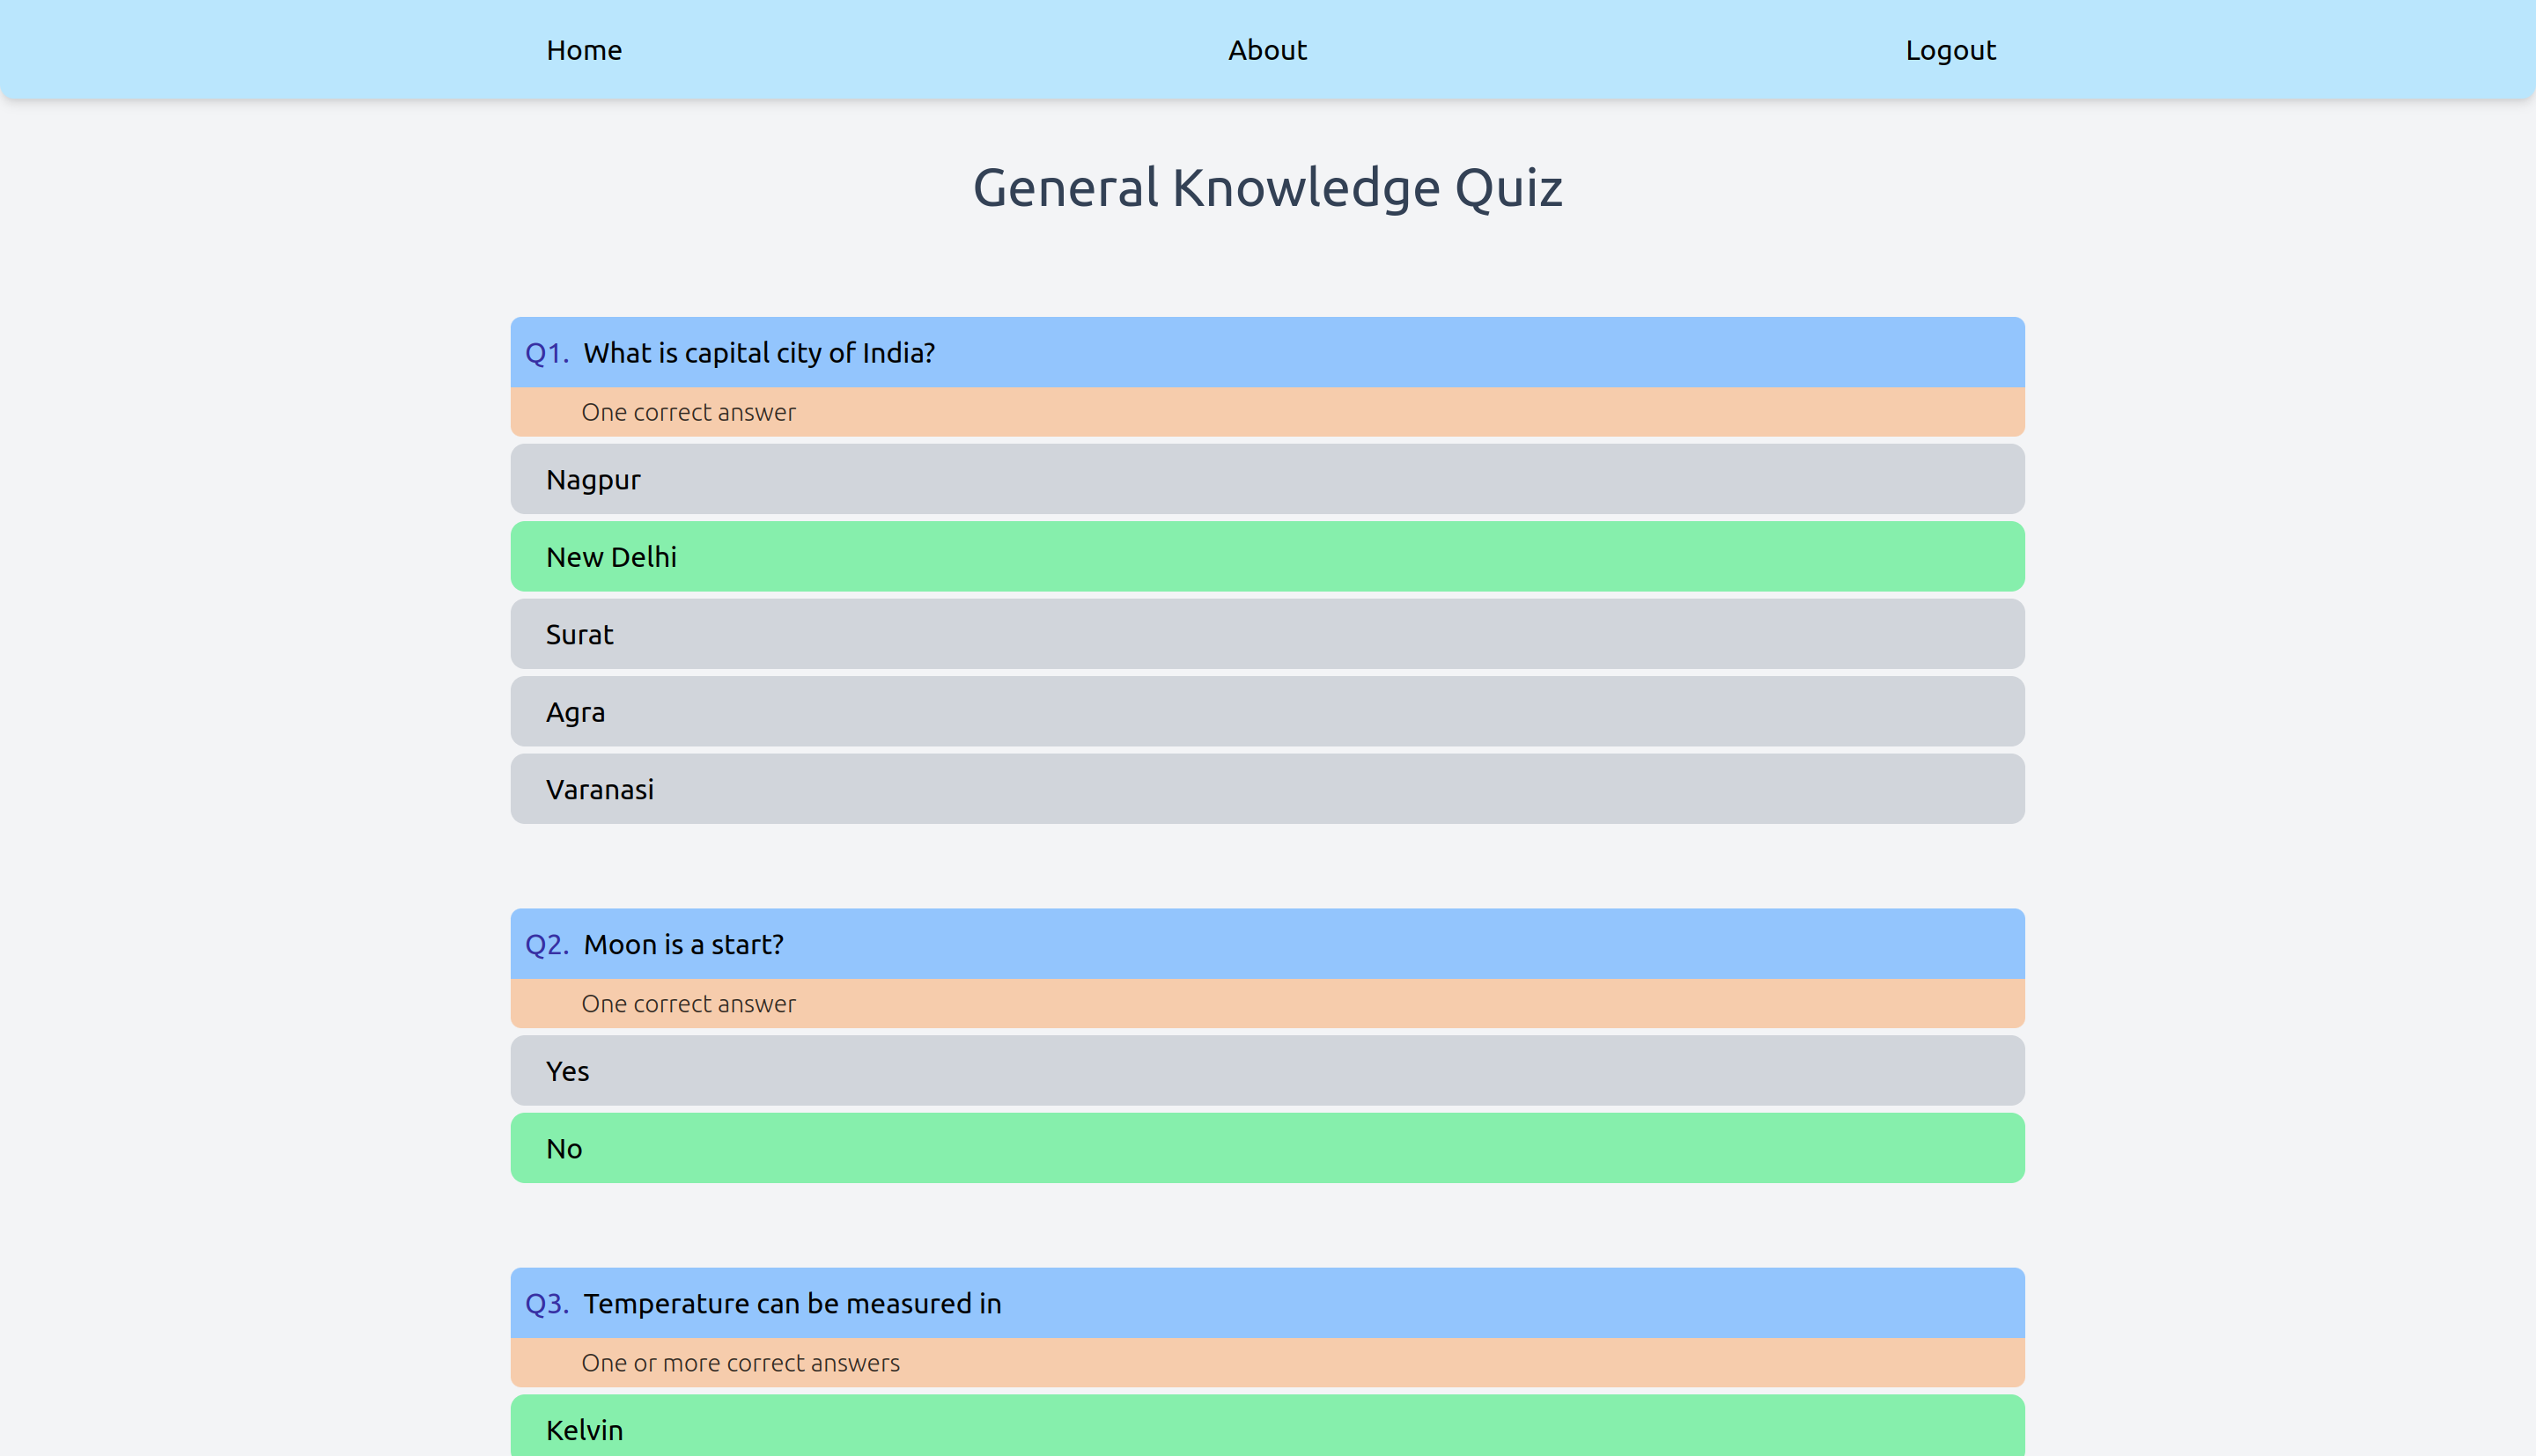 Home About Logout
General Knowledge Quiz
Q1. What is capital city of India?
One correct answer
Nagpur
New Delhi
Surat
Agra
Varanasi
Q2. Moon is a start?
One correct answer
Yes
No
Q3. Temperature can be measured in
One or more correct answers
Kelvin